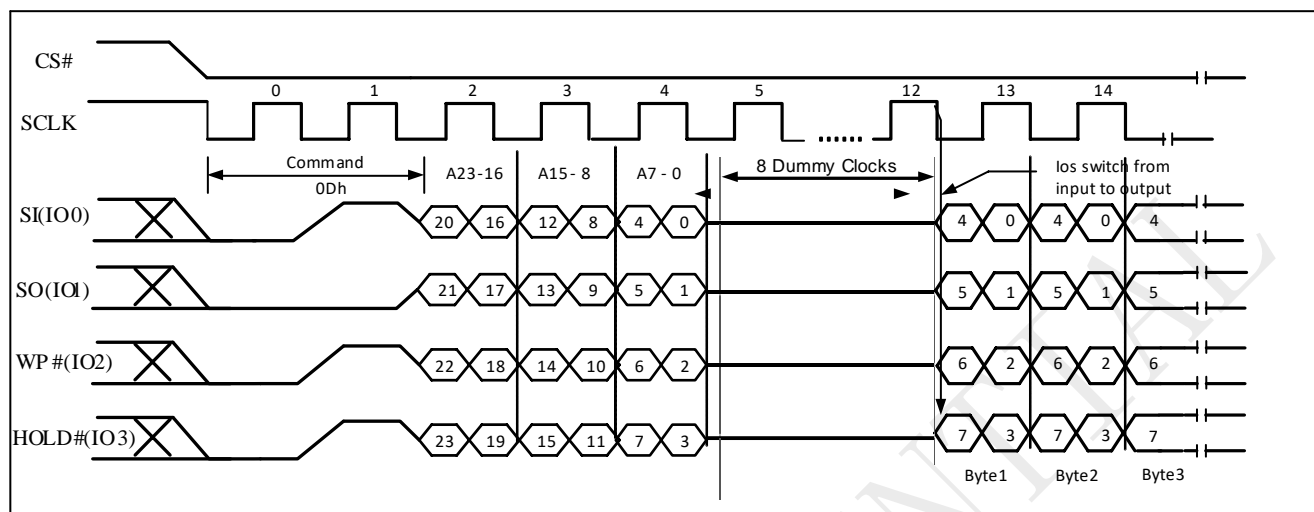 CS#
0 1 2 3 4 5 12 13 14
SCLK
Command A23-16 A15-8 A7-0 8 Dummy Clocks Ios switch from
0Dh input to output
SI(IO0) 20 16 12 8 4 0 4 0 4 0 4
SO(IO1) 21 17 13 9 5 1 5 1 5 1 5
WP#(IO2) 22 18 14 10 6 2 6 2 6 2 6
HOLD#(IO3) 23 19 15 11 7 3 7 3 7 3 7
Byte1 Byte2 Byte3